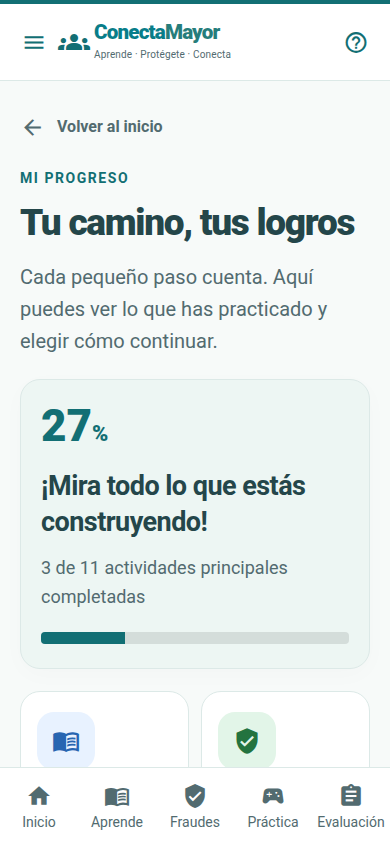 ConectaMayor
Aprende · Protégete · Conecta
Volver al inicio
MI PROGRESO
Tu camino, tus logros
Cada pequeño paso cuenta. Aquí
puedes ver lo que has practicado y
elegir cómo continuar.
27%
¡Mira todo lo que estás
construyendo!
3 de 11 actividades principales
completadas
Inicio
Aprende
Fraudes
Práctica
Evaluación